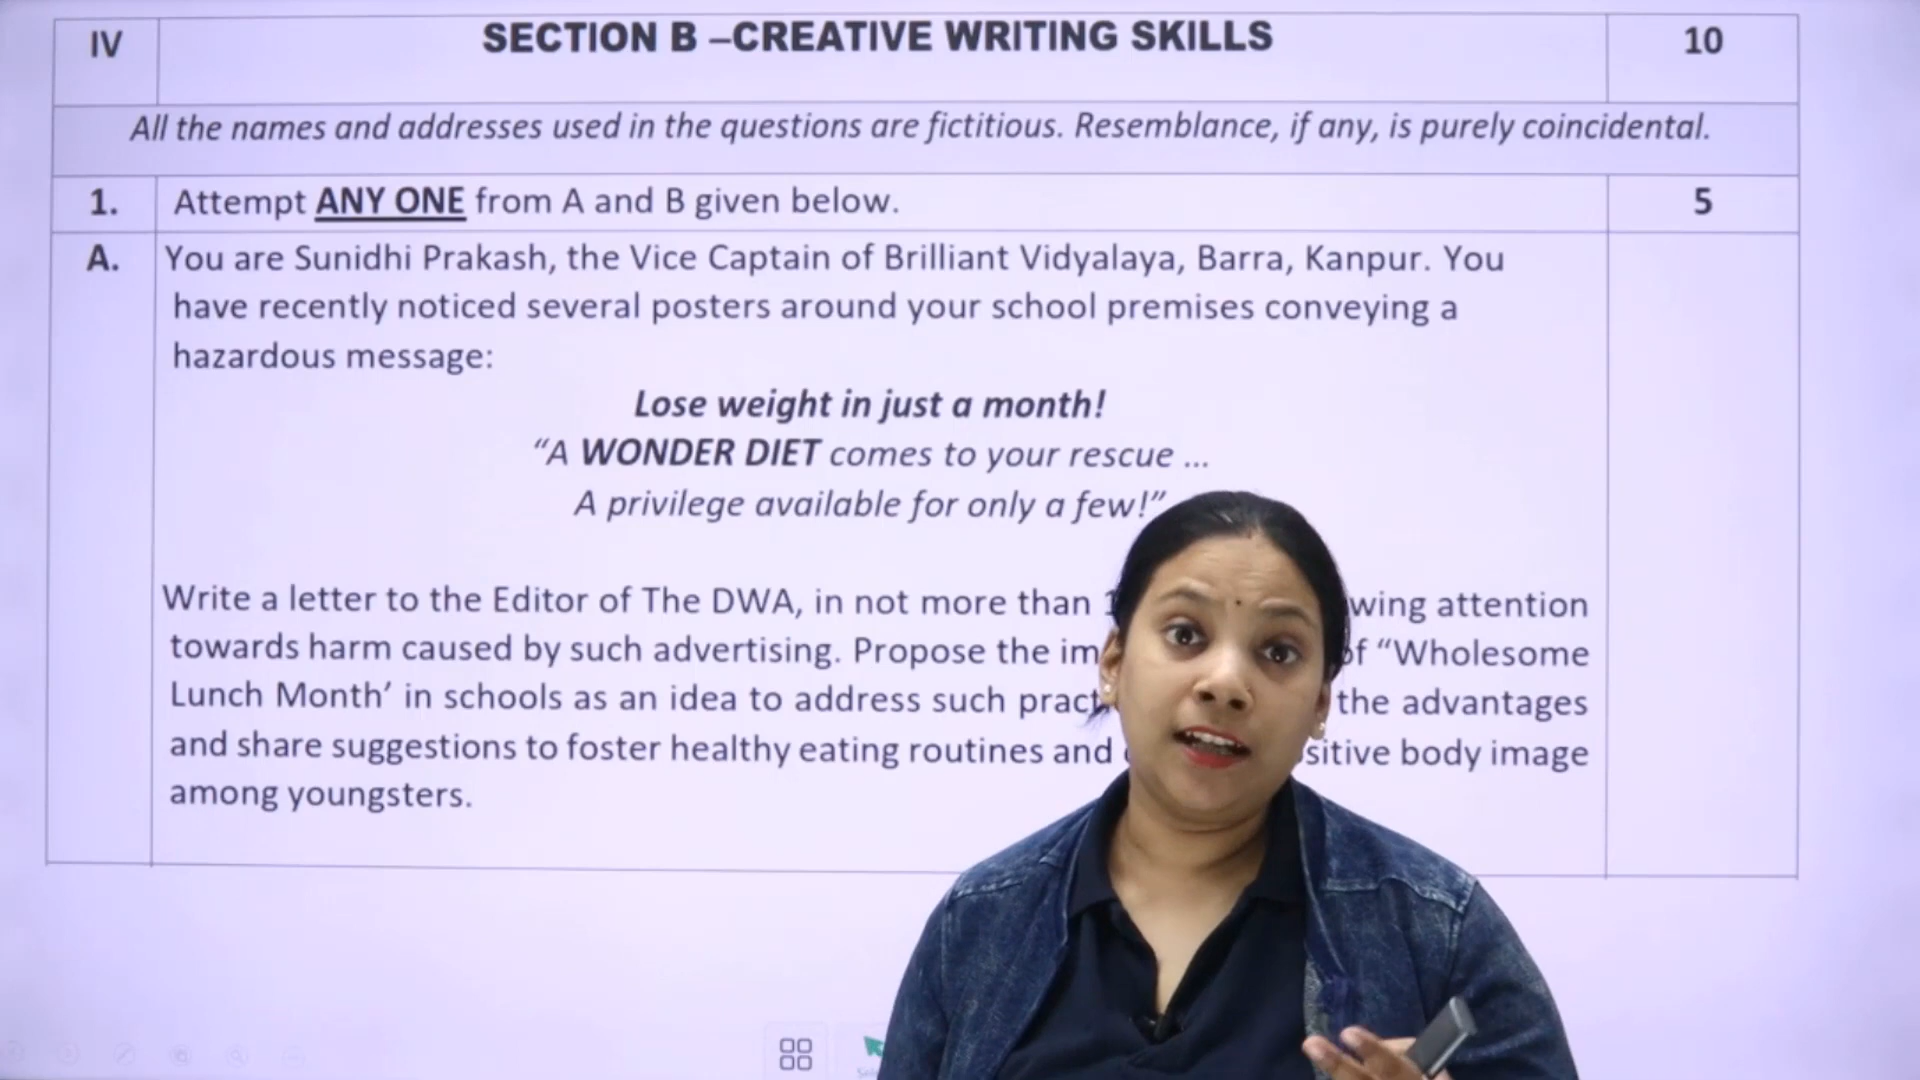 IV SECTION B –CREATIVE WRITING SKILLS 10
All the names and addresses used in the questions are fictitious. Resemblance, if any, is purely coincidental.
1. Attempt ANY ONE from A and B given below. 5
A. You are Sunidhi Prakash, the Vice Captain of Brilliant Vidyalaya, Barra, Kanpur. You
have recently noticed several posters around your school premises conveying a
hazardous message:
Lose weight in just a month!
“A WONDER DIET comes to your rescue ...
A privilege available for only a few!”
Write a letter to the Editor of The DWA, in not more than attention
towards harm caused by such advertising. Propose the of “Wholesome
Lunch Month’ in schools as an idea to address such the advantages
and share suggestions to foster healthy eating routines and body image
among youngsters.